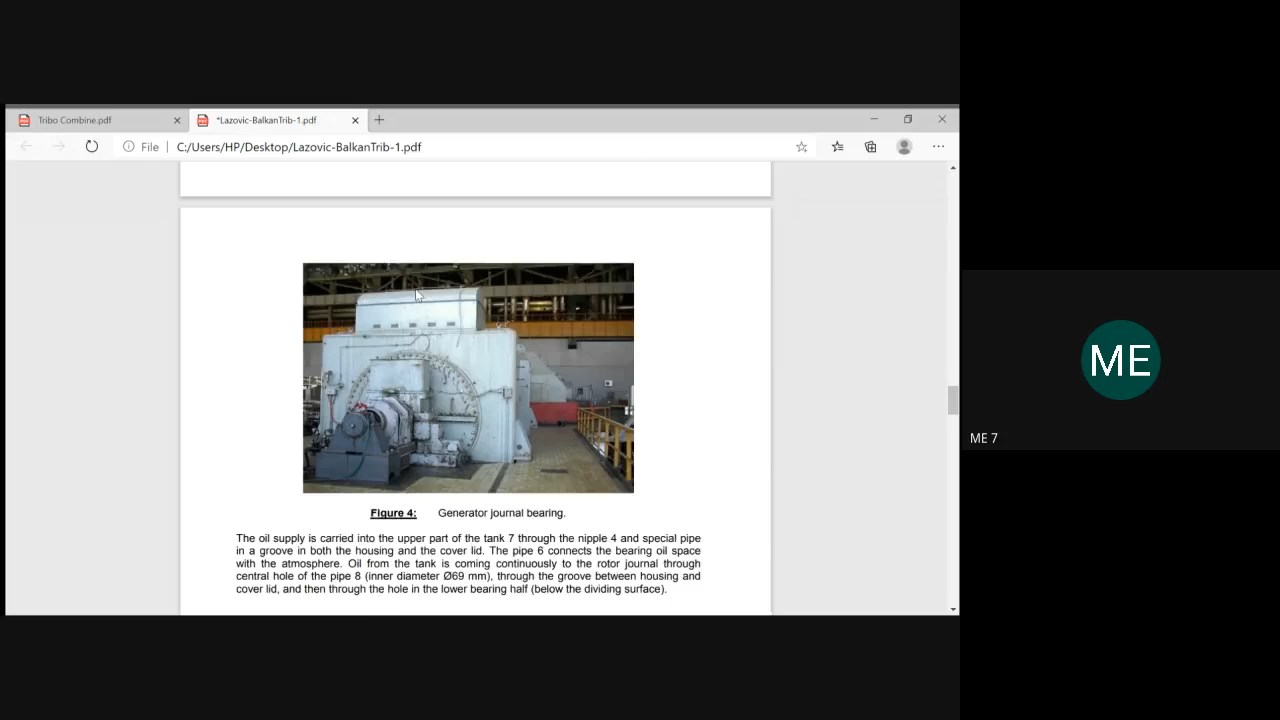 Tribo Combine.pdf
*Lazovic-BalkanTrib-1.pdf
File
C:/Users/HP/Desktop/Lazovic-BalkanTrib-1.pdf
Figure 4: Generator journal bearing.
The oil supply is carried into the upper part of the tank 7 through the nipple 4 and special pipe
in a groove in both the housing and the cover lid. The pipe 6 connects the bearing oil space
with the atmosphere. Oil from the tank is coming continuously to the rotor journal through
central hole of the pipe 8 (inner diameter Ø69 mm), through the groove between housing and
cover lid, and then through the hole in the lower bearing half (below the dividing surface).
ME
ME 7